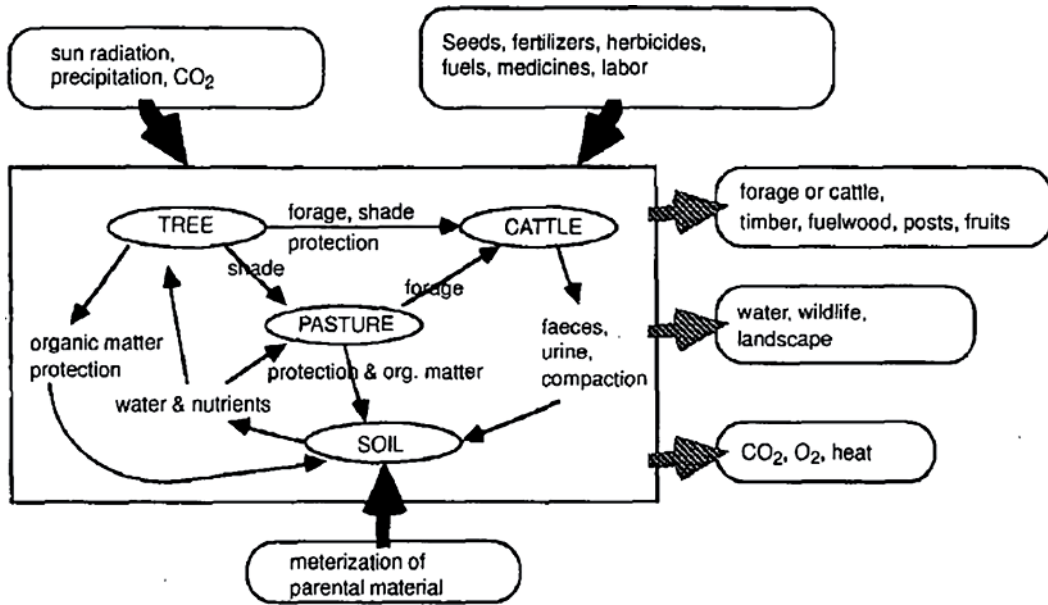 sun radiation,
precipitation, CO₂
Seeds, fertilizers, herbicides,
fuels, medicines, labor
TREE
forage, shade
protection
CATTLE
forage or cattle,
timber, fuelwood, posts, fruits
shade
forage
PASTURE
water, wildlife,
landscape
organic matter
protection
faeces,
urine,
compaction
protection & org. matter
water & nutrients
SOIL
CO₂, O₂, heat
meterization of
parental material